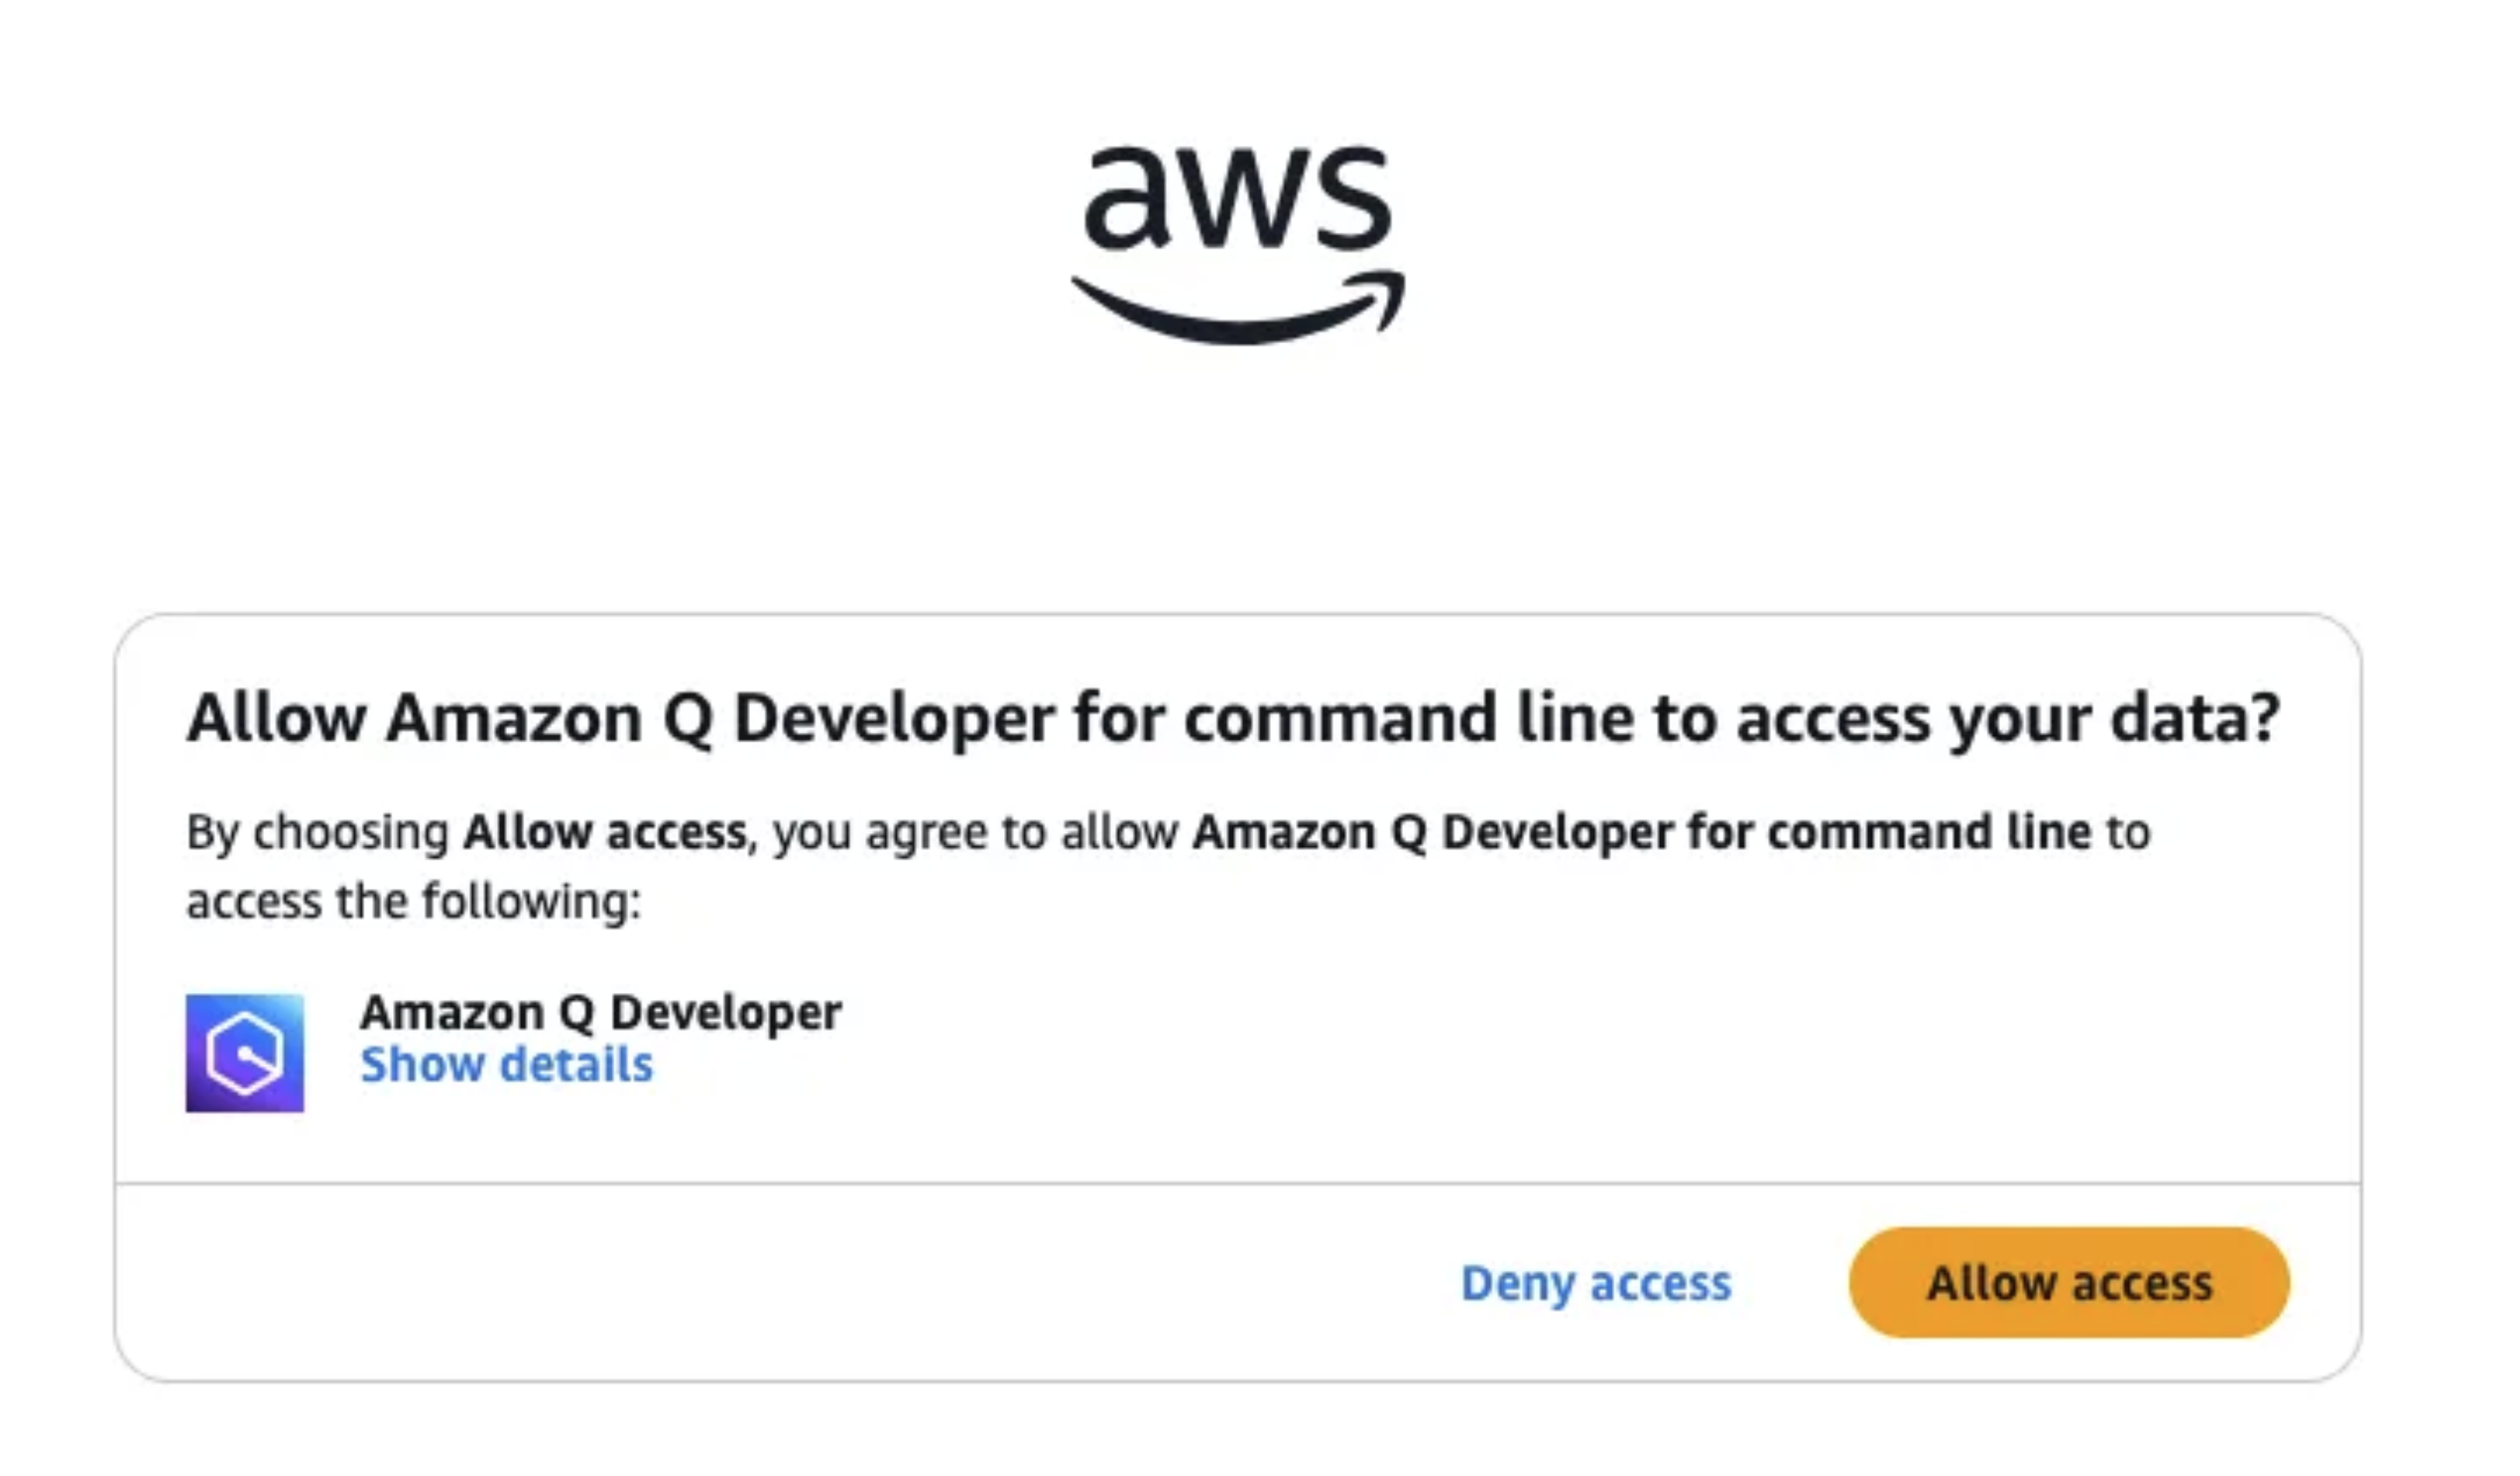 aws
Allow Amazon Q Developer for command line to access your data?
By choosing Allow access, you agree to allow Amazon Q Developer for command line to
access the following:
Amazon Q Developer
Show details
Deny access
Allow access